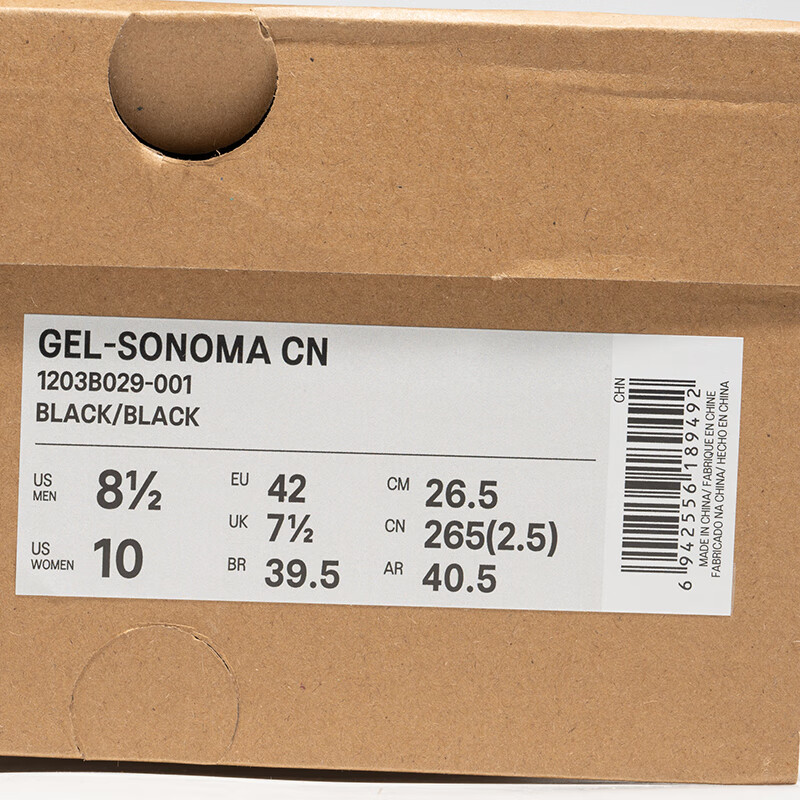 GEL-SONOMA CN
1203B029-001
BLACK/BLACK
US MEN 8½
US WOMEN 10
EU 42
UK 7½
BR 39.5
CM 26.5
CN 265(2.5)
AR 40.5
CHN
6 942556 189492
MADE IN CHINA/ FABRIQUE EN CHINE
FABRICADO NA CHINA/ HECHO EN CHINA